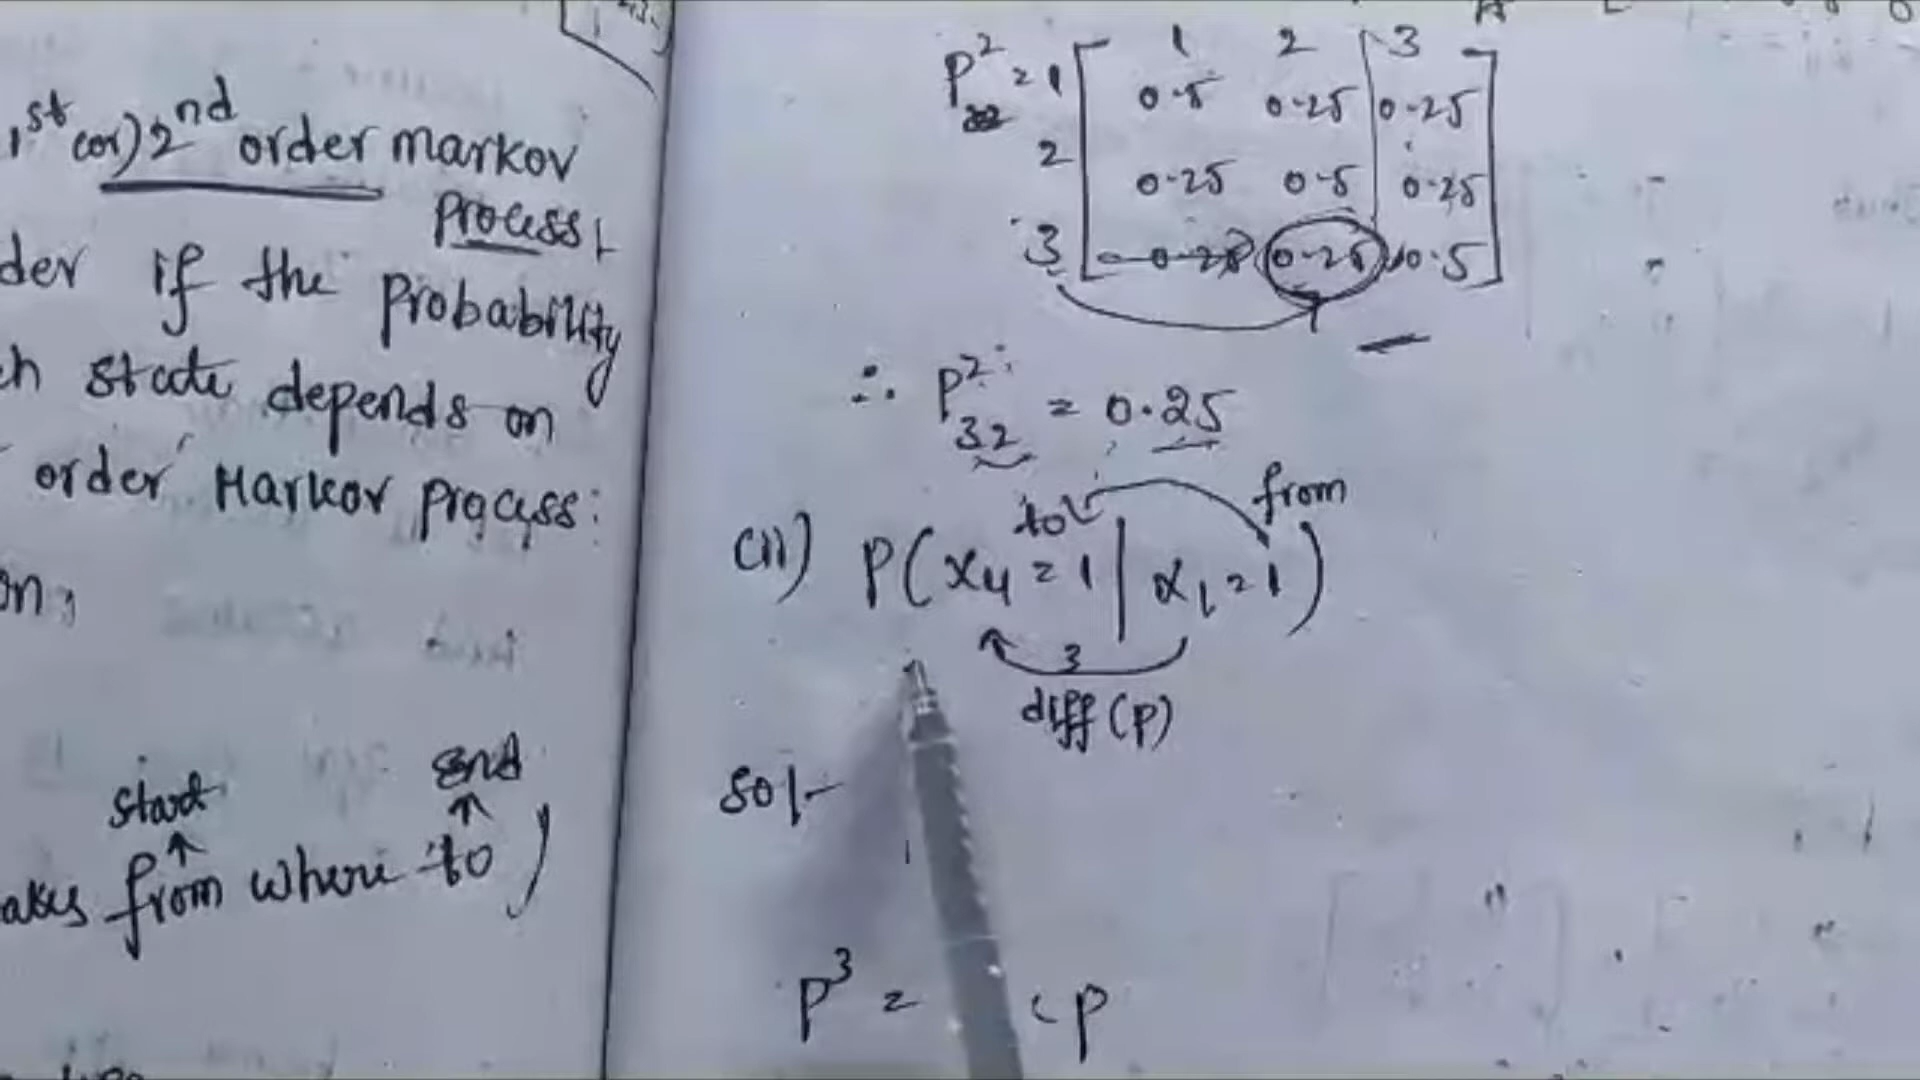 1st (or) 2nd order markov
process:
der if the probability
ch state depends on
order Markov process:
on;
start end
from where to)
P² = 1 2 3
1 0.5 0.25 0.25
2 0.25 0.5 0.25
3 0.25 0.25 0.5
∴ P²32 = 0.25
to from
(ii) P(x4 = 1 | x1 = 1)
3
diff (P)
Sol:-
P³ = P